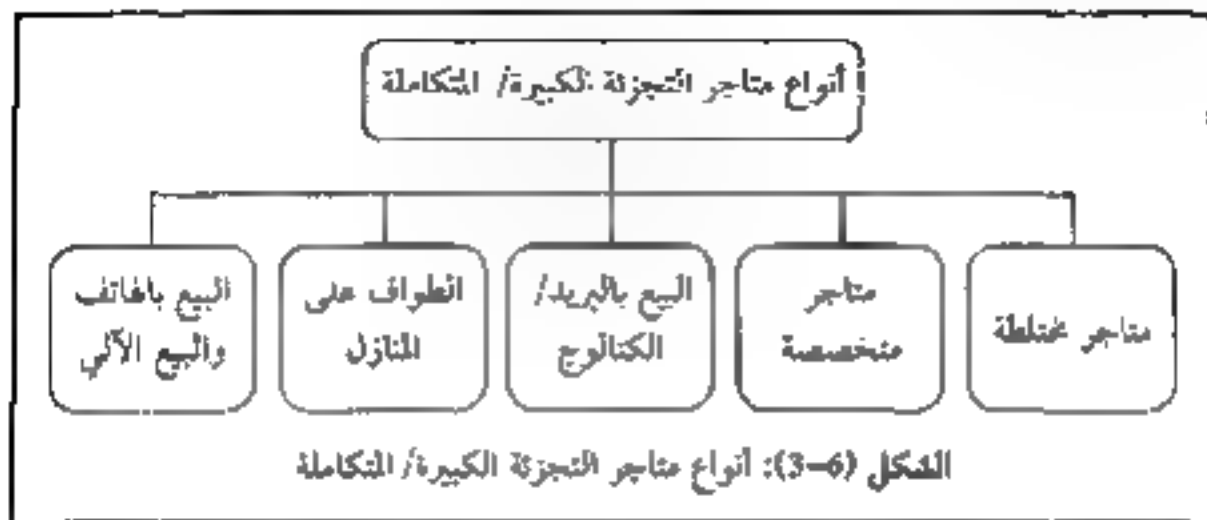 أنواع متاجر التجزئة الكبيرة/ المتكاملة
متاجر مختلطة
متاجر
متخصصة
البيع بالبريد/
الكتالوج
الطواف على
المنازل
البيع بالهاتف
والبيع الآلي
الشكل (6-3): أنواع متاجر التجزئة الكبيرة/ المتكاملة